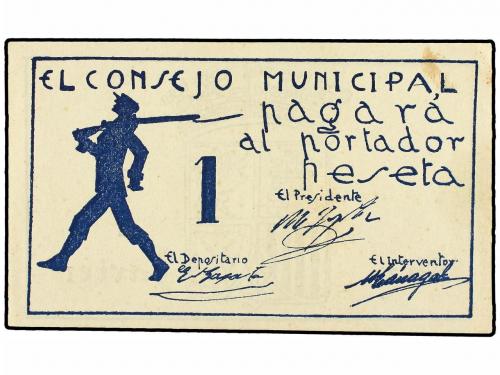 EL CONSEJO MUNICIPAL
pagará
al portador
1 peseta
El Presidente
El Depositario
El Interventor